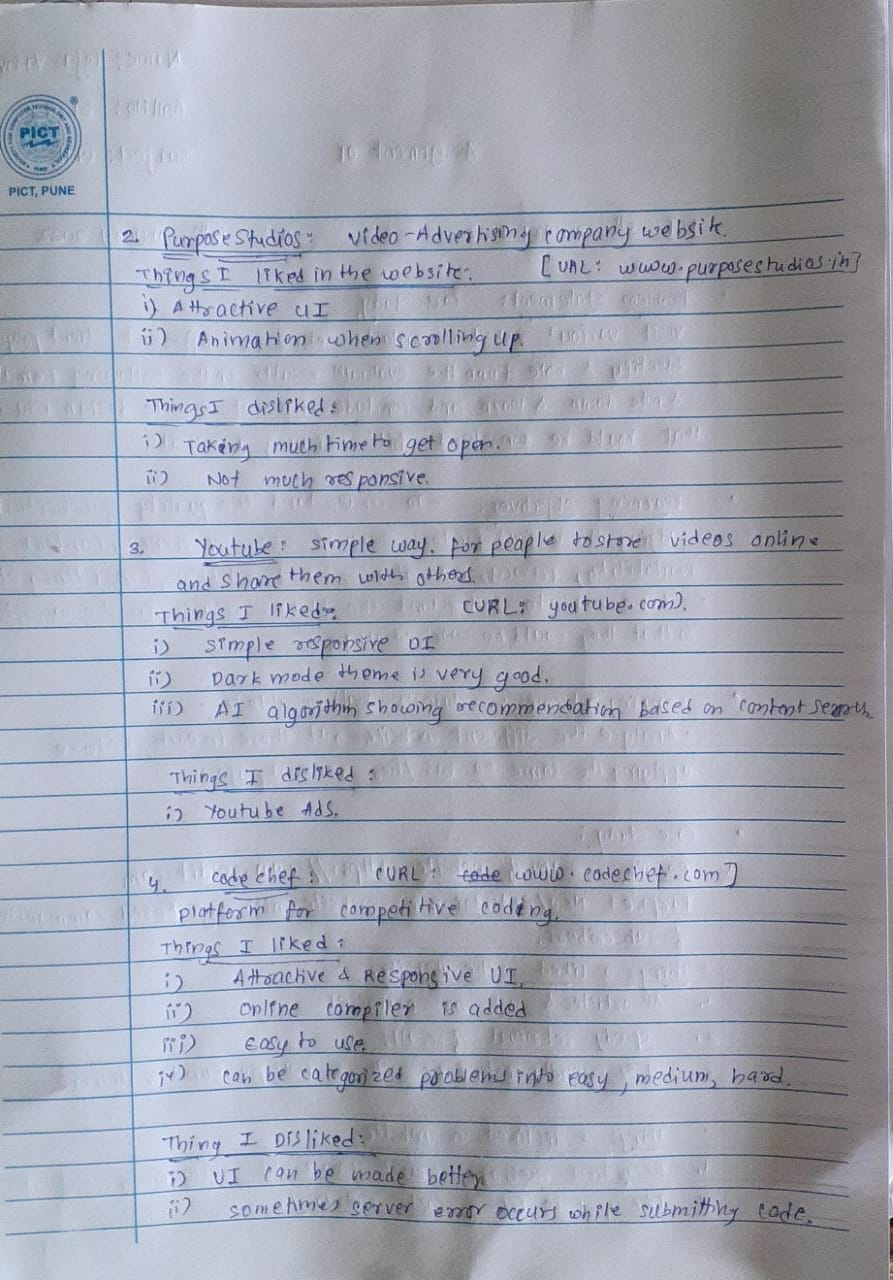 PICT
PICT, PUNE
2. Purpose Studios: Video-Advertising company website.
Things I liked in the website: [URL: www.purposestudios.in]
i) Attractive UI
ii) Animation when scrolling up.
Things I disliked:
i) Taking much time to get open.
ii) Not much responsive.
3. Youtube: simple way. for people to store videos online
and share them with others.
Things I liked: (URL: youtube.com).
i) Simple responsive UI
ii) Dark mode theme is very good.
iii) AI algorithm showing recommendation based on content search
Things I disliked:
i) Youtube Ads.
4. code chef: [URL: code www.codechef.com]
platform for competitive coding.
Things I liked:
i) Attractive & Responsive UI.
ii) Online compiler is added
iii) Easy to use.
iv) can be categorized problems into easy, medium, hard.
Thing I Disliked:
i) UI can be made better
ii) sometimes server error occurs while submitting code.